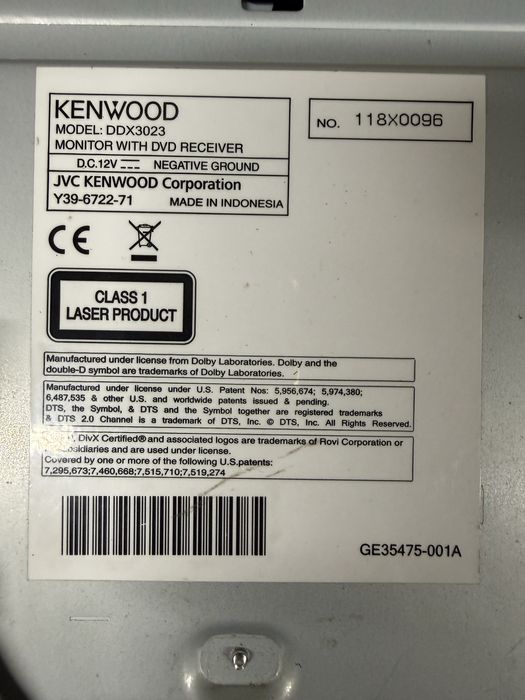 KENWOOD
MODEL: DDX3023
MONITOR WITH DVD RECEIVER
D.C.12V NEGATIVE GROUND
JVC KENWOOD Corporation
Y39-6722-71 MADE IN INDONESIA
NO. 118X0096
CE
CLASS 1
LASER PRODUCT
Manufactured under license from Dolby Laboratories. Dolby and the
double-D symbol are trademarks of Dolby Laboratories.
Manufactured under license under U.S. Patent Nos: 5,956,674; 5,974,380;
6,487,535 & other U.S. and worldwide patents issued & pending.
DTS, the Symbol, & DTS and the Symbol together are registered trademarks
& DTS 2.0 Channel is a trademark of DTS, Inc. © DTS, Inc. All Rights Reserved.
, DivX Certified® and associated logos are trademarks of Rovi Corporation or
and are used under license.
Covered by one or more of the following U.S.patents:
7,295,673;7,460,668;7,515,710;7,519,274
GE35475-001A